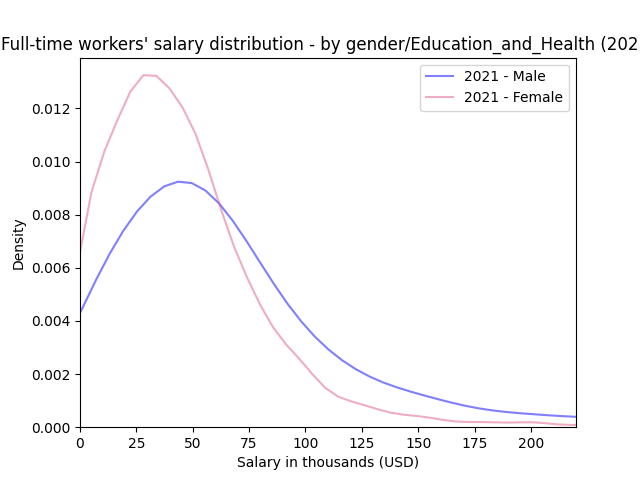 Full-time workers' salary distribution - by gender/Education_and_Health (202
2021 - Male
2021 - Female
Density
0.012
0.010
0.008
0.006
0.004
0.002
0.000
0 25 50 75 100 125 150 175 200
Salary in thousands (USD)